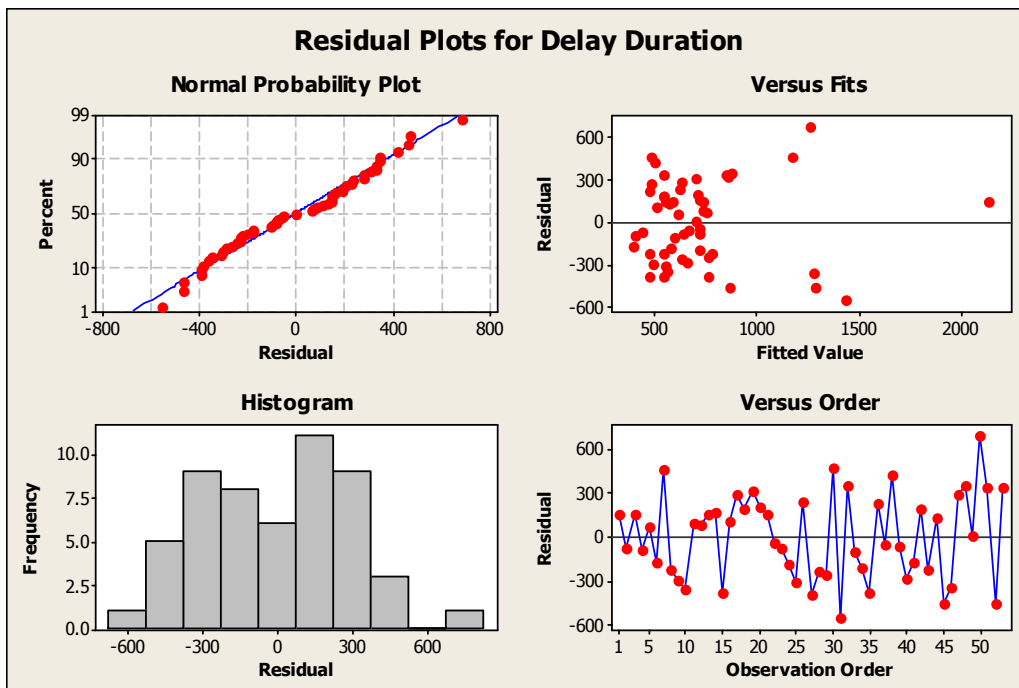 Residual Plots for Delay Duration
Normal Probability Plot
Percent
99
90
50
10
1
-800 -400 0 400 800
Residual
Versus Fits
Residual
600
300
0
-300
-600
500 1000 1500 2000
Fitted Value
Histogram
Frequency
10.0
7.5
5.0
2.5
0.0
-600 -300 0 300 600
Residual
Versus Order
Residual
600
300
0
-300
-600
1 5 10 15 20 25 30 35 40 45 50
Observation Order